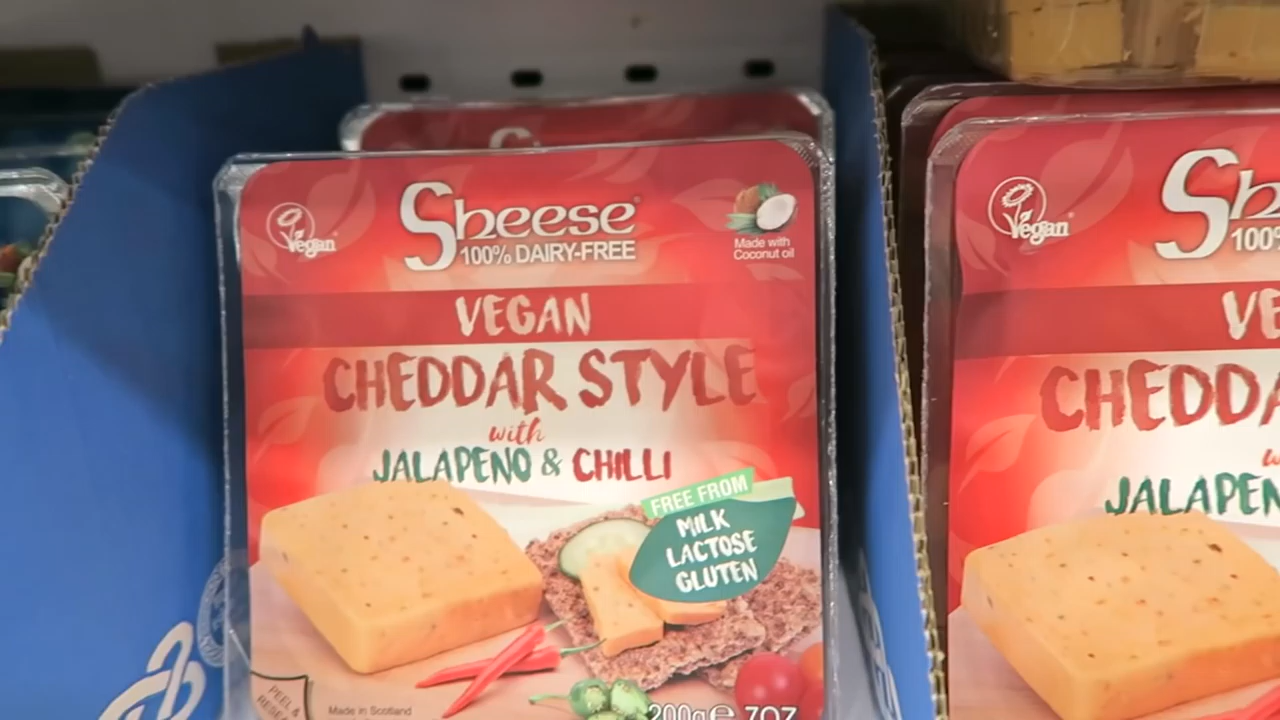 Vegan
Sheese
100% DAIRY-FREE
Made with
Coconut oil
VEGAN
CHEDDAR STYLE
with
JALAPENO & CHILLI
FREE FROM
MILK
LACTOSE
GLUTEN
PEEL &
Made in Scotland
200g e 7OZ
Vegan
Sh
100%
VE
CHEDDA
JALAPEN